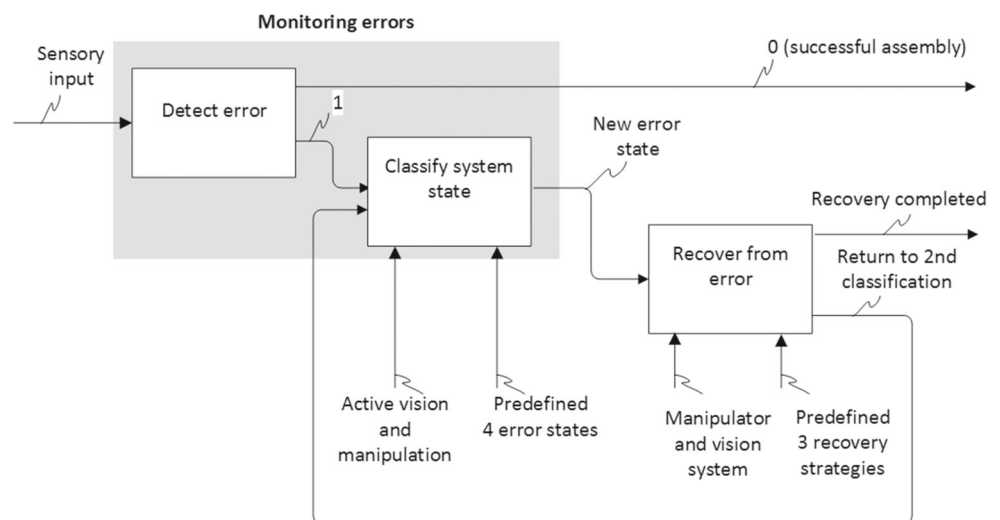 Monitoring errors
Sensory
input
0 (successful assembly)
Detect error
1
New error
state
Classify system
state
Recovery completed
Recover from
error
Return to 2nd
classification
Active vision
and
manipulation
Predefined
4 error states
Manipulator
and vision
system
Predefined
3 recovery
strategies